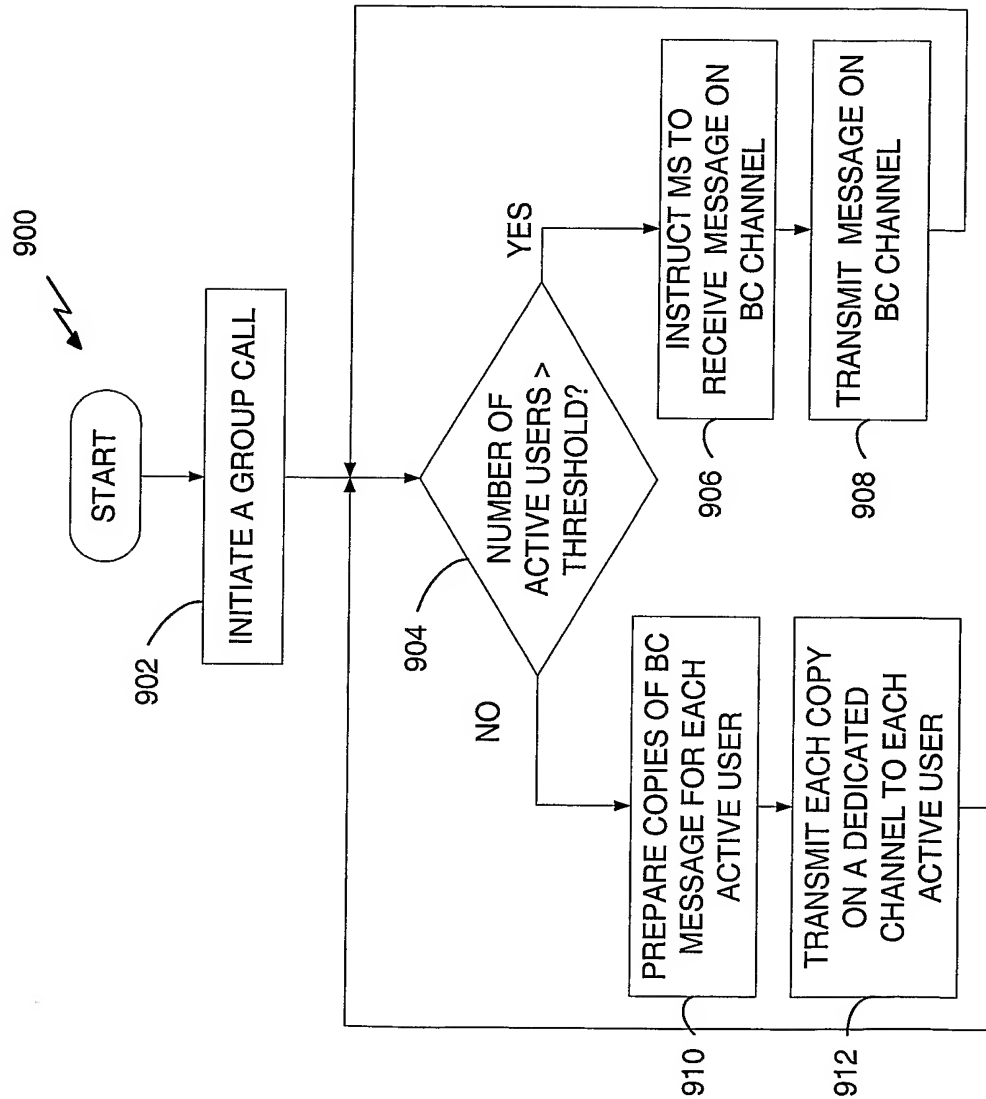 900
START
902
INITIATE A GROUP CALL
904
NUMBER OF
ACTIVE USERS >
THRESHOLD?
NO
YES
910
PREPARE COPIES OF BC
MESSAGE FOR EACH
ACTIVE USER
912
TRANSMIT EACH COPY
ON A DEDICATED
CHANNEL TO EACH
ACTIVE USER
906
INSTRUCT MS TO
RECEIVE MESSAGE ON
BC CHANNEL
908
TRANSMIT MESSAGE ON
BC CHANNEL